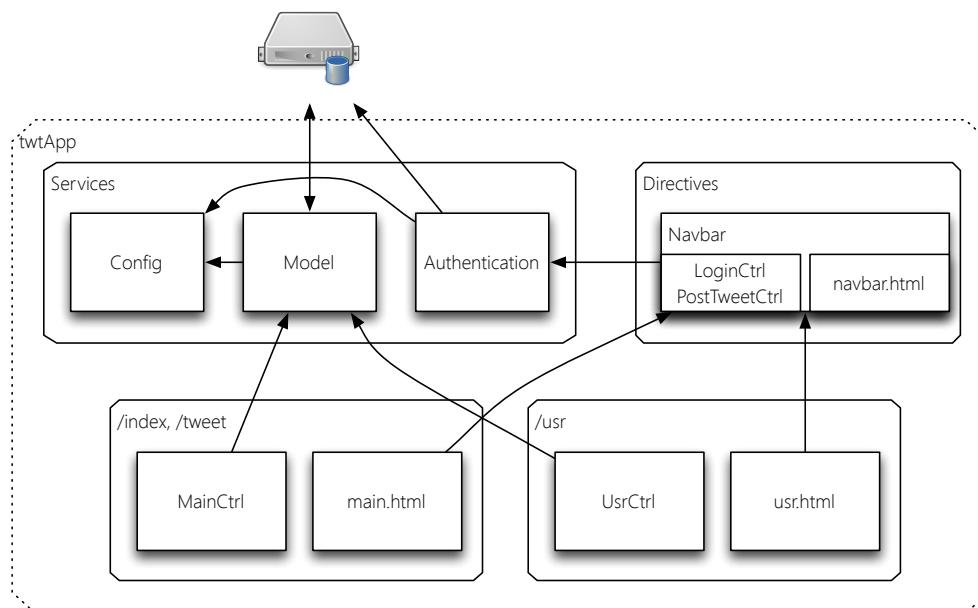 twtApp
Services
Directives
Config
Model
Authentication
Navbar
LoginCtrl
PostTweetCtrl
navbar.html
/index, /tweet
/usr
MainCtrl
main.html
UsrCtrl
usr.html